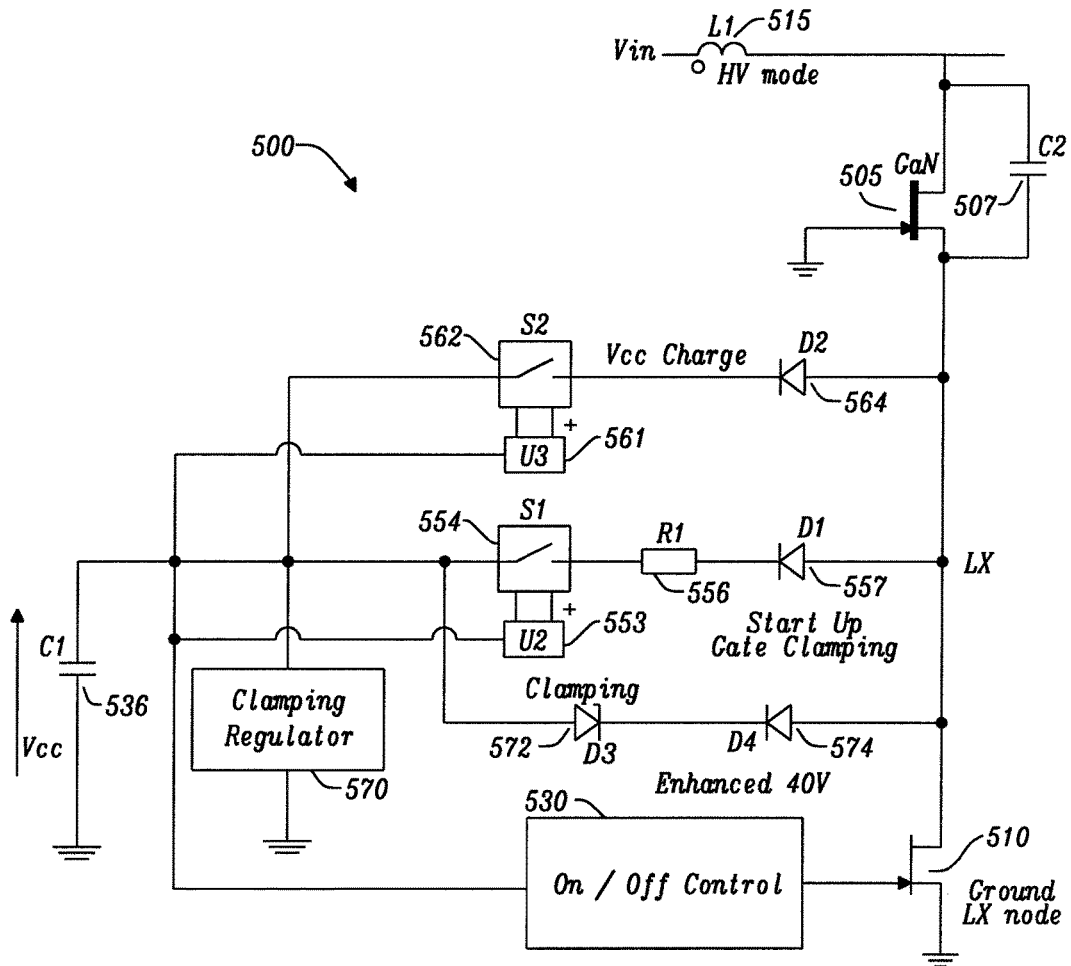 L1 515
Vin
HV mode
500
C2
GaN
505
507
S2
562
Vcc Charge
D2
564
+
U3
561
S1
554
R1
D1
LX
556
557
+
U2
553
Start Up
Gate Clamping
C1
536
Vcc
Clamping
Regulator
570
Clamping
572
D3
D4
574
Enhanced 40V
530
On / Off Control
510
Ground
LX node